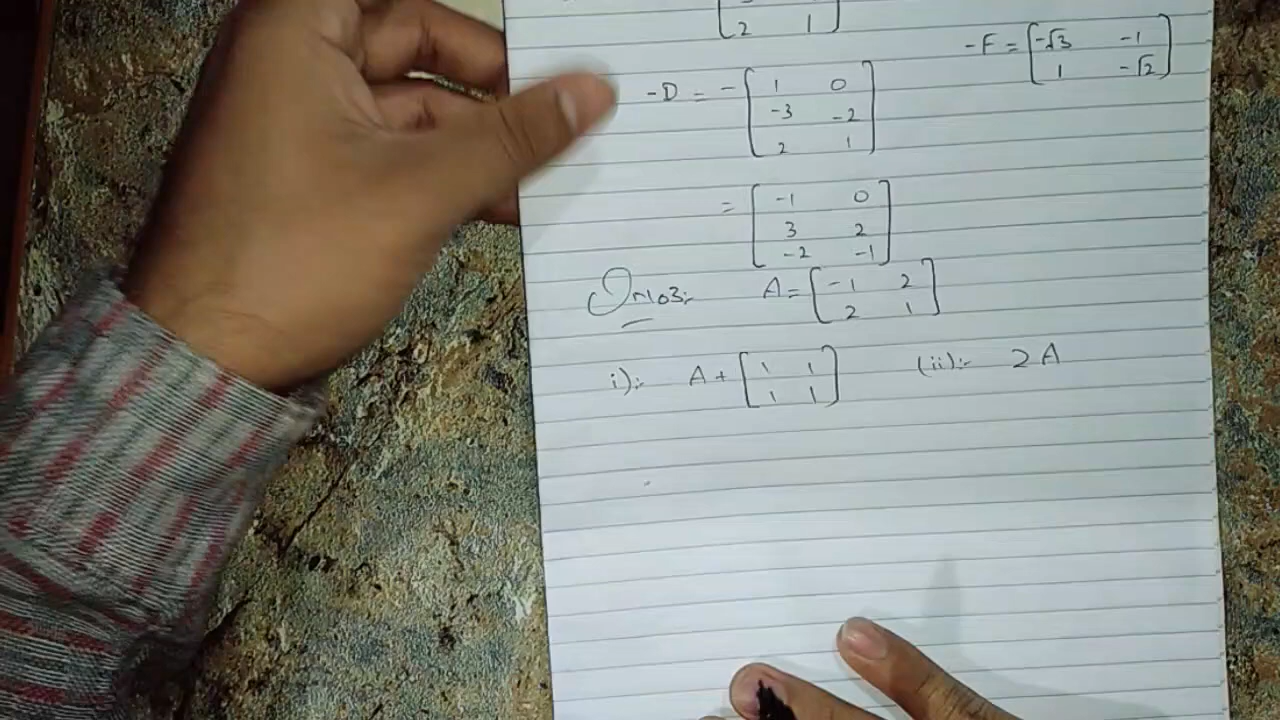 2 1
-F = [-√3 -1
1 -√2]
-D = - [1 0
-3 -2
2 1]
= [-1 0
3 2
-2 -1]
QNo3:- A = [-1 2
2 1]
i):- A + [1 1
1 1] (ii):- 2A